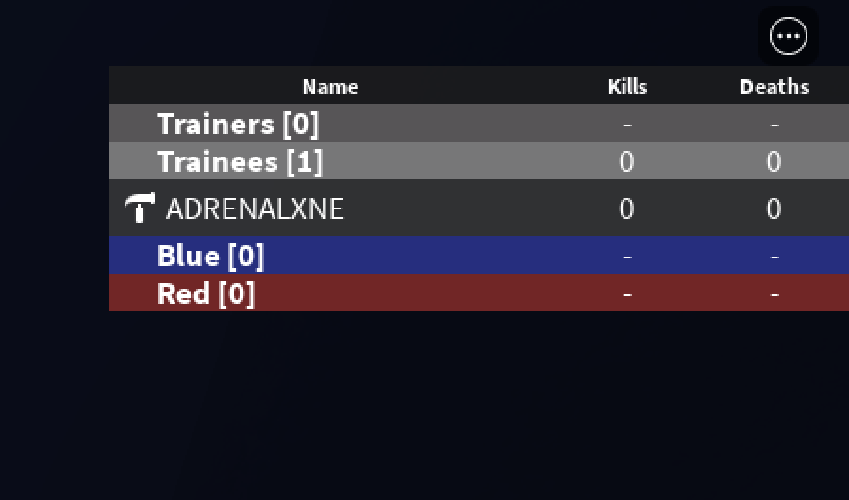 Name Kills Deaths
Trainers [0] - -
Trainees [1] 0 0
ADRENALXNE 0 0
Blue [0] - -
Red [0] - -